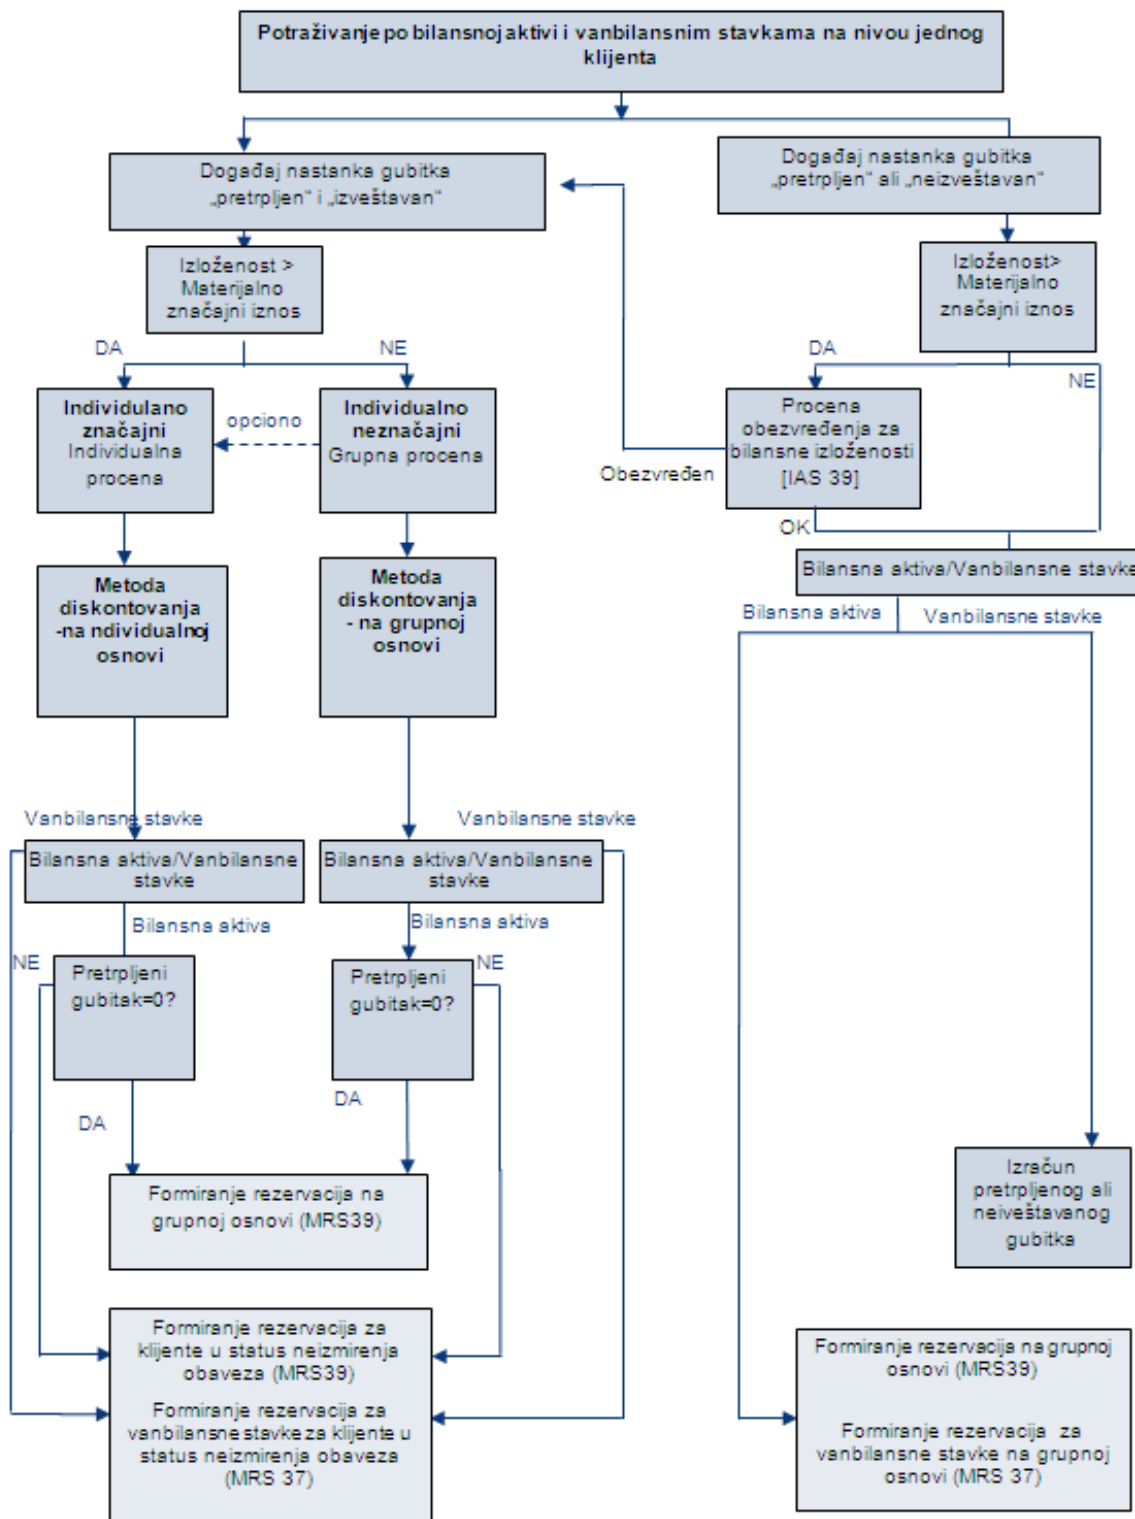 Potraživanje po bilansnoj aktivi i vanbilansnim stavkama na nivou jednog
klijenta
Događaj nastanka gubitka
„pretrpljen“ i „izveštavan“
Događaj nastanka gubitka
„pretrpljen“ ali „neizveštavan“
Izloženost >
Materijalno
značajni iznos
Izloženost>
Materijalno
značajni iznos
DA
NE
DA
NE
Individulano
značajni
Individualna
procena
opciono
Individualno
neznačajni
Grupna procena
Procena
obezvređenja za
bilansne izloženosti
[IAS 39]
Obezvređen
OK
Bilansna aktiva/Vanbilansne stavke
Metoda
diskontovanja
-na ndividualnoj
osnovi
Metoda
diskontovanja
- na grupnoj
osnovi
Bilansna aktiva
Vanbilansne stavke
Vanbilansne stavke
Vanbilansne stavke
Bilansna aktiva/Vanbilansne
stavke
Bilansna aktiva/Vanbilansne
stavke
Bilansna aktiva
Bilansna aktiva
NE
Pretrpljeni
gubitak=0?
Pretrpljeni
gubitak=0?
NE
DA
DA
Formiranje rezervacija na
grupnoj osnovi (MRS39)
Izračun
pretrpljenog ali
neiveštavanog
gubitka
Formiranje rezervacija za
klijente u status neizmirenja
obaveza (MRS39)
Formiranje rezervacija za
vanbilansne stavke za klijente u
status neizmirenja obaveza
(MRS 37)
Formiranje rezervacija na grupnoj
osnovi (MRS39)
Formiranje rezervacija za
vanbilansne stavke na grupnoj
osnovi (MRS 37)